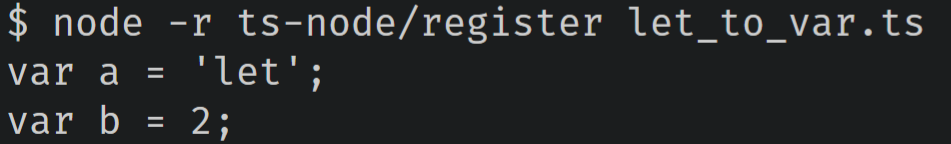 $ node -r ts-node/register let_to_var.ts
var a = 'let';
var b = 2;